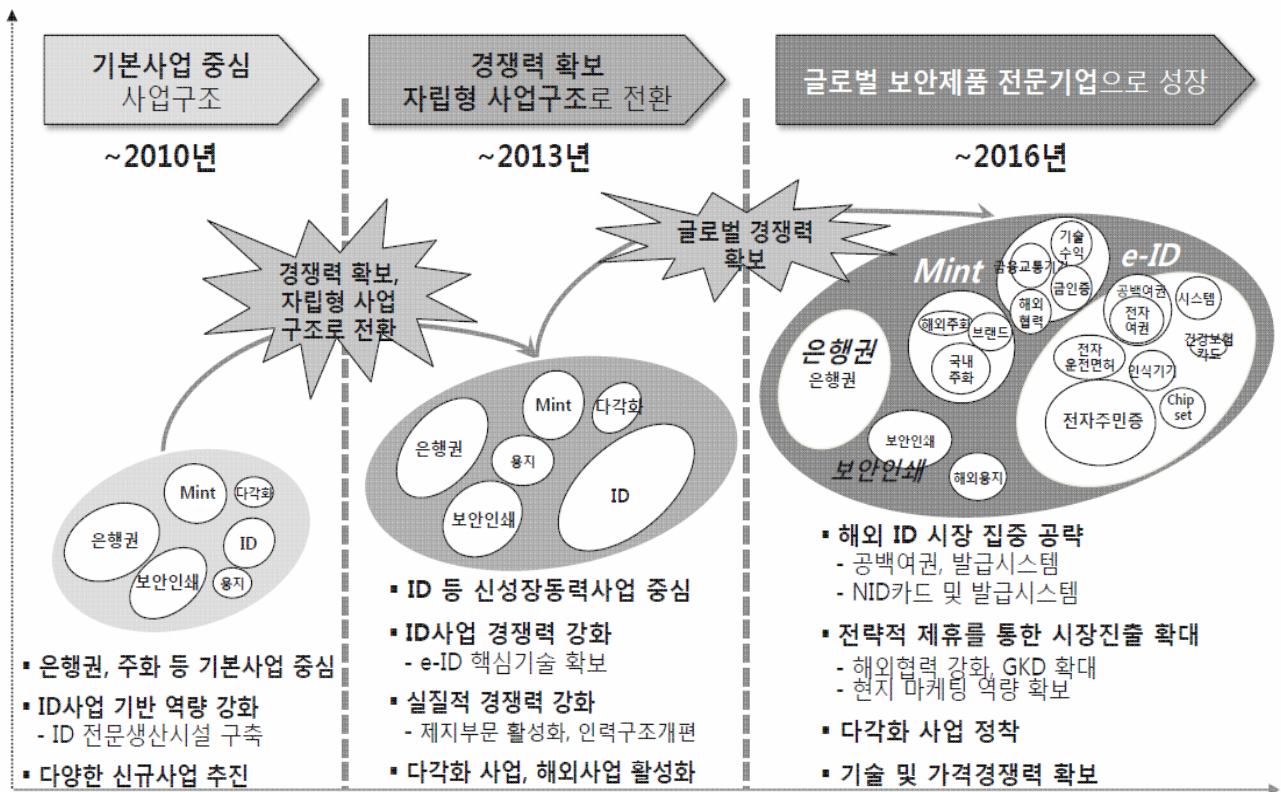 기본사업 중심
사업구조
~2010년
경쟁력 확보,
자립형 사업
구조로 전환
Mint
다각화
은행권
ID
보안인쇄
용지
▪ 은행권, 주화 등 기본사업 중심
▪ ID사업 기반 역량 강화
- ID 전문생산시설 구축
▪ 다양한 신규사업 추진
경쟁력 확보
자립형 사업구조로 전환
~2013년
글로벌 경쟁력
확보
Mint
다각화
은행권
용지
ID
보안인쇄
▪ ID 등 신성장동력사업 중심
▪ ID사업 경쟁력 강화
- e-ID 핵심기술 확보
▪ 실질적 경쟁력 강화
- 제지부문 활성화, 인력구조개편
▪ 다각화 사업, 해외사업 활성화
글로벌 보안제품 전문기업으로 성장
~2016년
Mint
e-ID
기술
수익
금융교통기기
금인증
해외
협력
해외주화
브랜드
국내
주화
은행권
은행권
공백여권
전자
여권
시스템
건강보험
카드
전자
운전면허
인식기기
Chip
set
전자주민증
보안인쇄
보안인쇄
해외용지
▪ 해외 ID 시장 집중 공략
- 공백여권, 발급시스템
- NID카드 및 발급시스템
▪ 전략적 제휴를 통한 시장진출 확대
- 해외협력 강화, GKD 확대
- 현지 마케팅 역량 확보
▪ 다각화 사업 정착
▪ 기술 및 가격경쟁력 확보